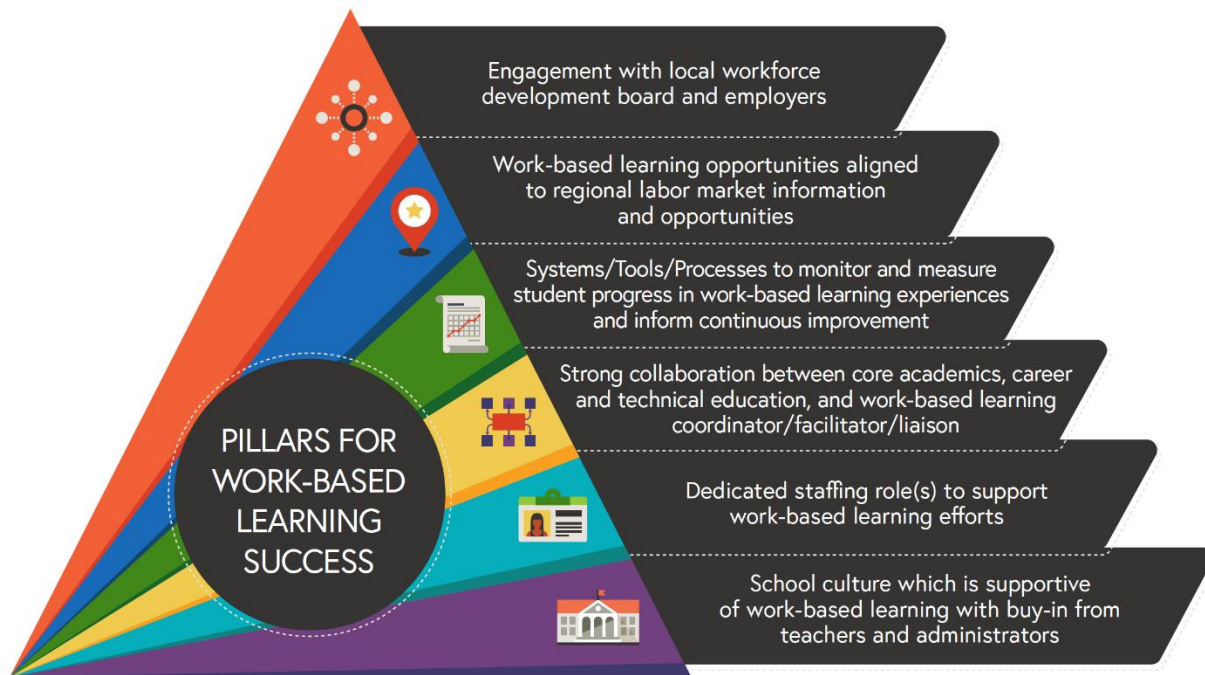 Engagement with local workforce
development board and employers
Work-based learning opportunities aligned
to regional labor market information
and opportunities
Systems/Tools/Processes to monitor and measure
student progress in work-based learning experiences
and inform continuous improvement
Strong collaboration between core academics, career
and technical education, and work-based learning
coordinator/facilitator/liaison
Dedicated staffing role(s) to support
work-based learning efforts
School culture which is supportive
of work-based learning with buy-in from
teachers and administrators
PILLARS FOR
WORK-BASED
LEARNING
SUCCESS